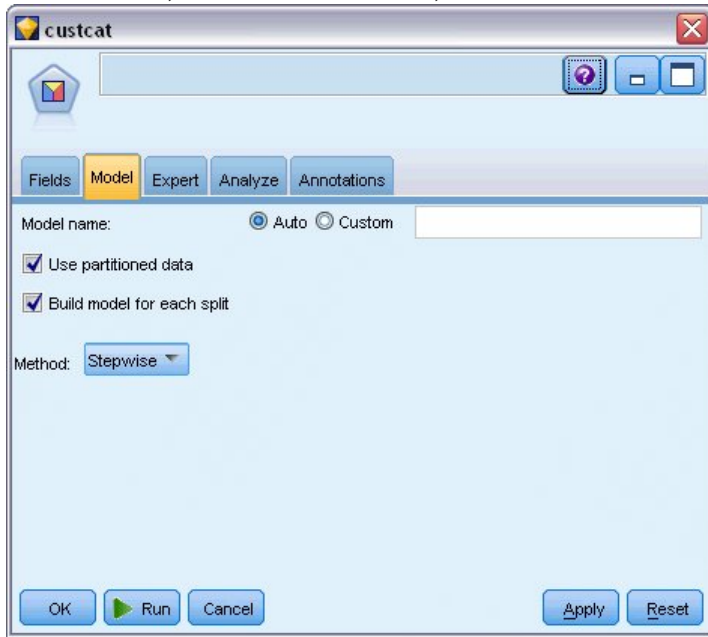 custcat
?
Fields Model Expert Analyze Annotations
Model name: Auto Custom
Use partitioned data
Build model for each split
Method: Stepwise
OK Run Cancel Apply Reset